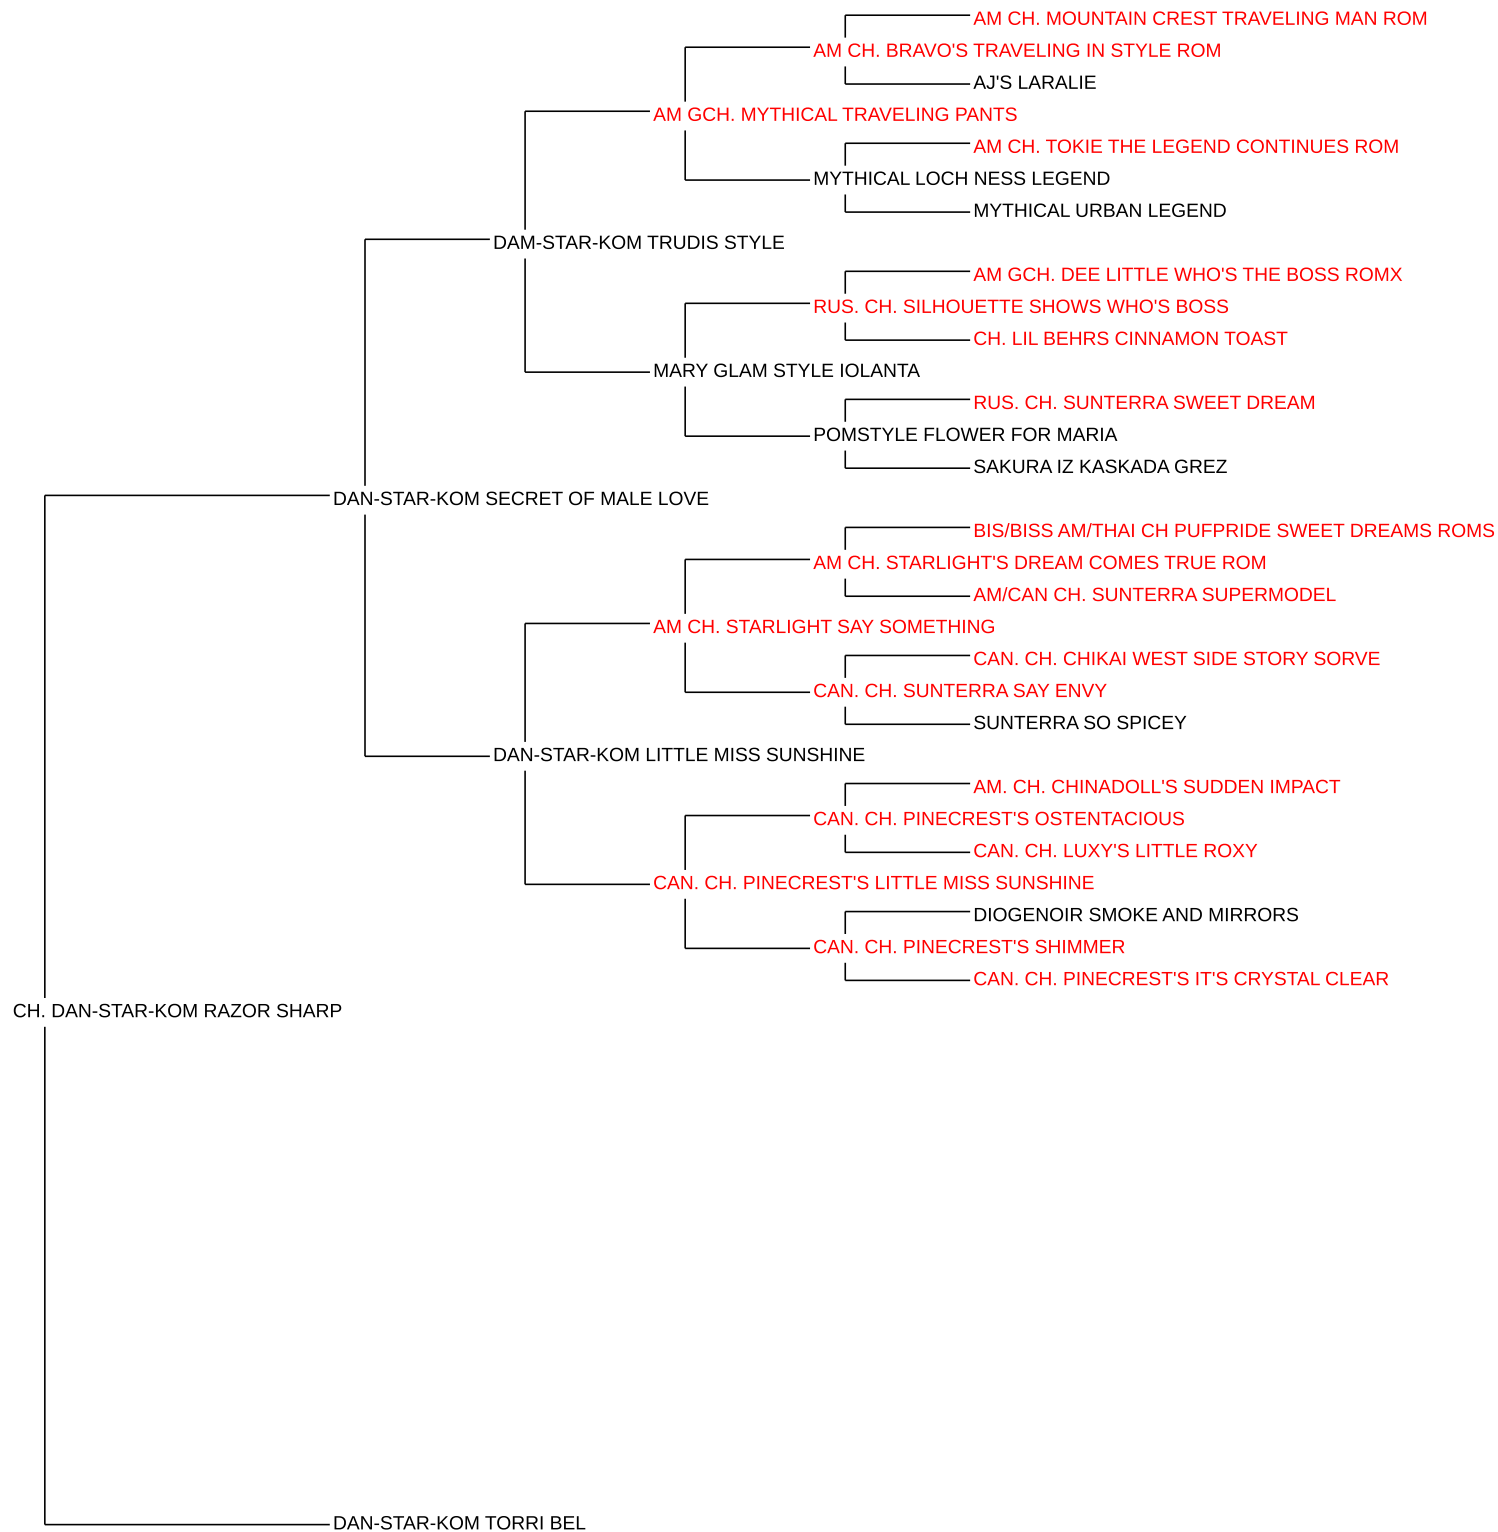 AM CH. MOUNTAIN CREST TRAVELING MAN ROM
AM CH. BRAVO'S TRAVELING IN STYLE ROM
AJ'S LARALIE
AM GCH. MYTHICAL TRAVELING PANTS
AM CH. TOKIE THE LEGEND CONTINUES ROM
MYTHICAL LOCH NESS LEGEND
MYTHICAL URBAN LEGEND
DAM-STAR-KOM TRUDIS STYLE
AM GCH. DEE LITTLE WHO'S THE BOSS ROMX
RUS. CH. SILHOUETTE SHOWS WHO'S BOSS
CH. LIL BEHRS CINNAMON TOAST
MARY GLAM STYLE IOLANTA
RUS. CH. SUNTERRA SWEET DREAM
POMSTYLE FLOWER FOR MARIA
SAKURA IZ KASKADA GREZ
DAN-STAR-KOM SECRET OF MALE LOVE
BIS/BISS AM/THAI CH PUFPRIDE SWEET DREAMS ROMS
AM CH. STARLIGHT'S DREAM COMES TRUE ROM
AM/CAN CH. SUNTERRA SUPERMODEL
AM CH. STARLIGHT SAY SOMETHING
CAN. CH. CHIKAI WEST SIDE STORY SORVE
CAN. CH. SUNTERRA SAY ENVY
SUNTERRA SO SPICEY
DAN-STAR-KOM LITTLE MISS SUNSHINE
AM. CH. CHINADOLL'S SUDDEN IMPACT
CAN. CH. PINECREST'S OSTENTACIOUS
CAN. CH. LUXY'S LITTLE ROXY
CAN. CH. PINECREST'S LITTLE MISS SUNSHINE
DIOGENOIR SMOKE AND MIRRORS
CAN. CH. PINECREST'S SHIMMER
CAN. CH. PINECREST'S IT'S CRYSTAL CLEAR
CH. DAN-STAR-KOM RAZOR SHARP
DAN-STAR-KOM TORRI BEL